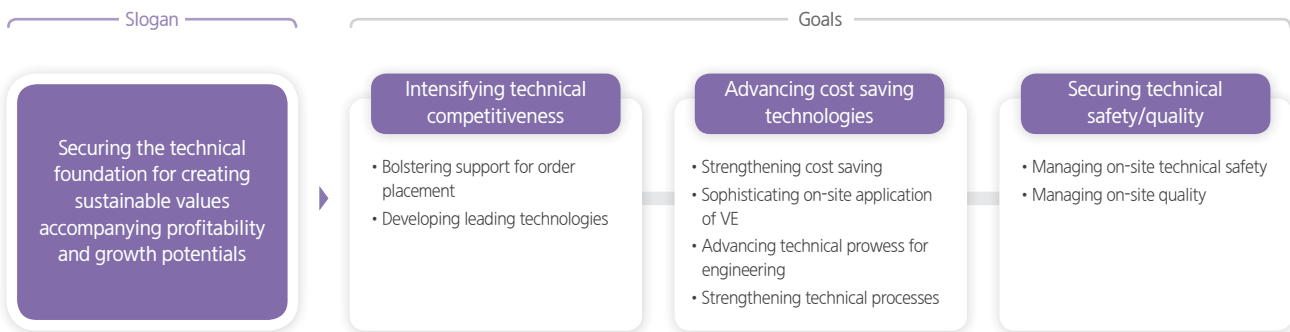 Slogan
Goals
Securing the technical
foundation for creating
sustainable values
accompanying profitability
and growth potentials
Intensifying technical
competitiveness
• Bolstering support for order
placement
• Developing leading technologies
Advancing cost saving
technologies
• Strengthening cost saving
• Sophisticating on-site application
of VE
• Advancing technical prowess for
engineering
• Strengthening technical processes
Securing technical
safety/quality
• Managing on-site technical safety
• Managing on-site quality